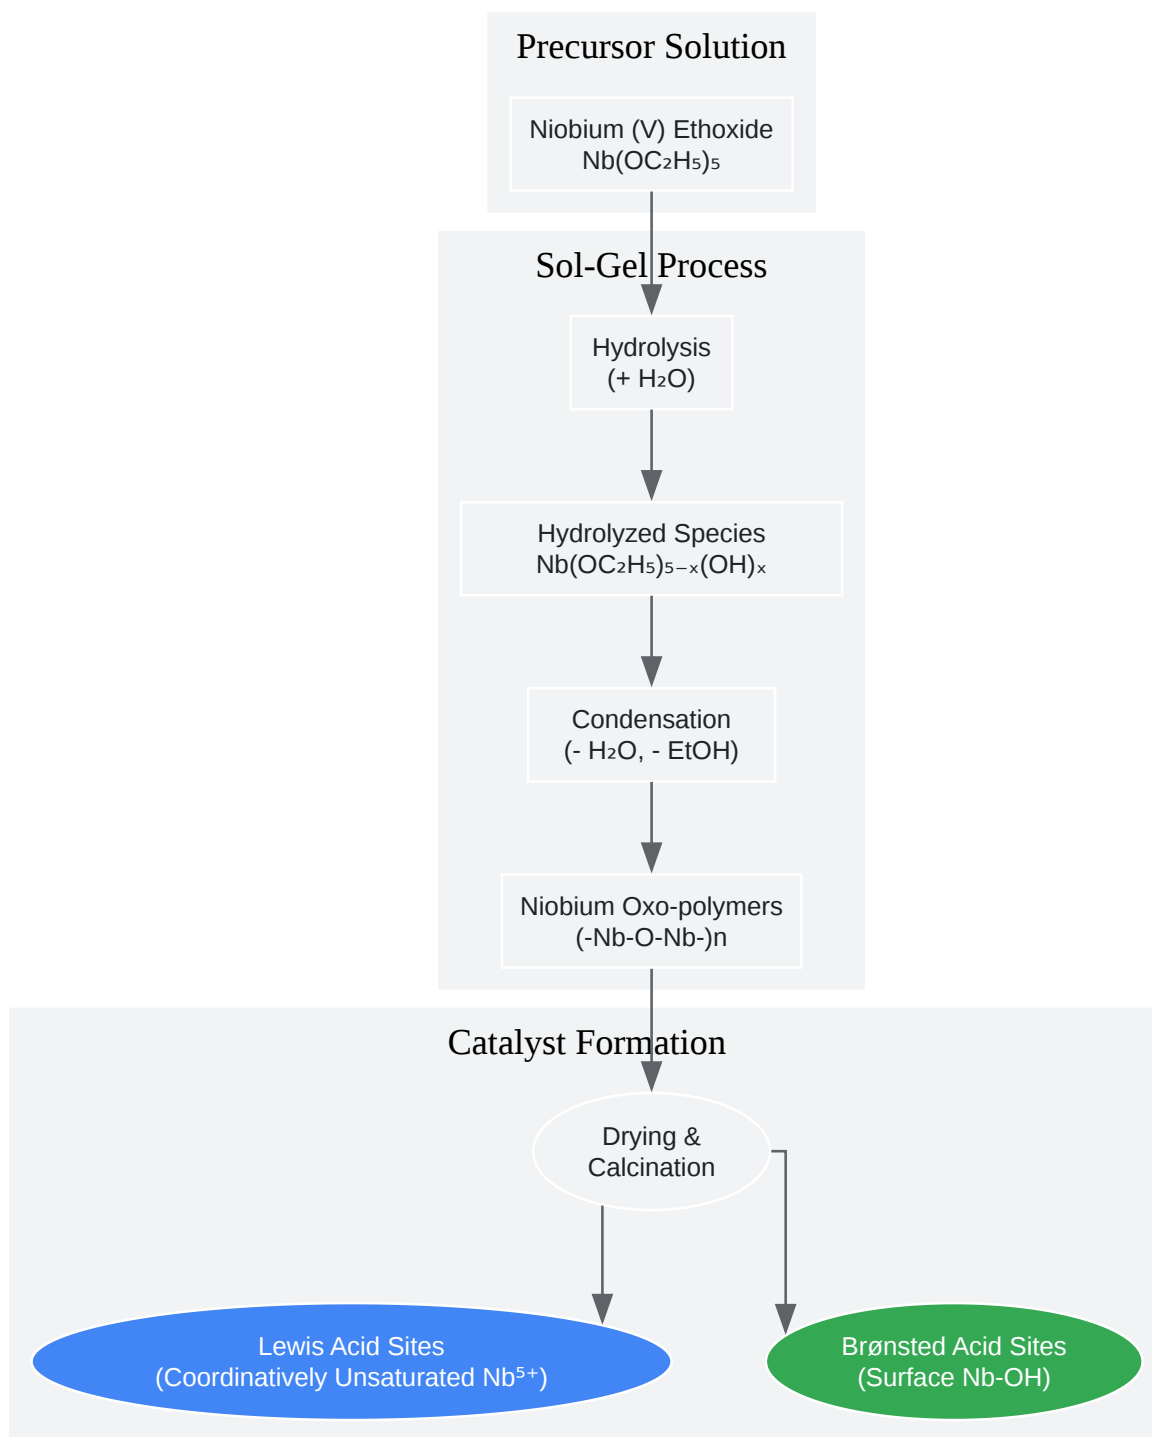 Precursor Solution
Niobium (V) Ethoxide
Nb(OC₂H₅)₅
Sol-Gel Process
Hydrolysis
(+ H₂O)
Hydrolyzed Species
Nb(OC₂H₅)₅₋ₓ(OH)ₓ
Condensation
(- H₂O, - EtOH)
Niobium Oxo-polymers
(-Nb-O-Nb-)n
Catalyst Formation
Drying &
Calcination
Lewis Acid Sites
(Coordinatively Unsaturated Nb⁵⁺)
Brønsted Acid Sites
(Surface Nb-OH)